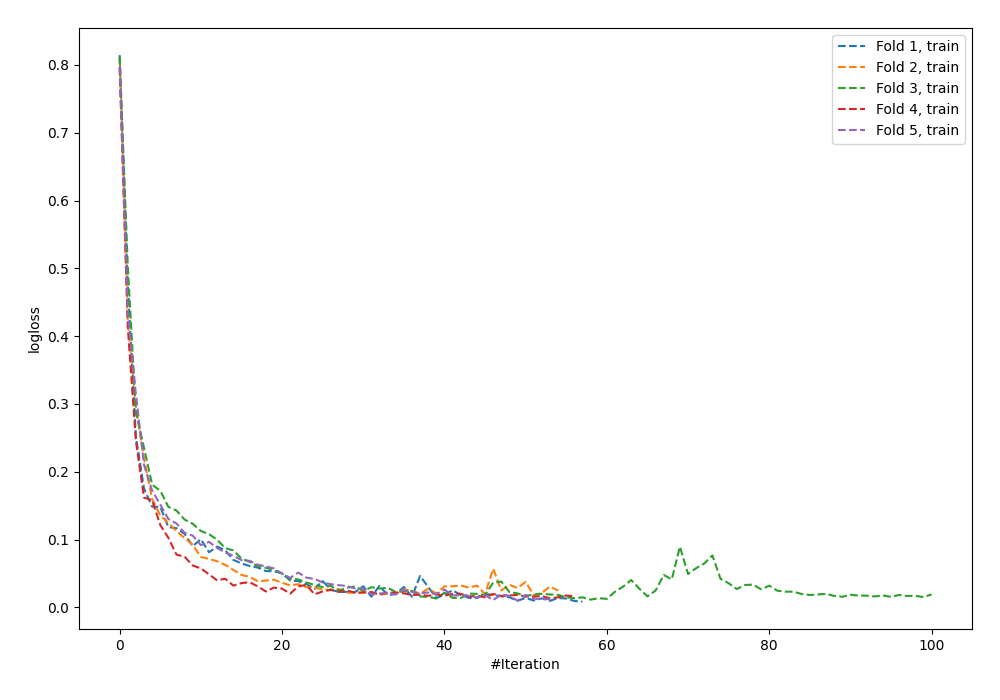 Fold 1, train
Fold 2, train
Fold 3, train
Fold 4, train
Fold 5, train
0.8
0.7
0.6
0.5
0.4
0.3
0.2
0.1
0.0
logloss
0 20 40 60 80 100
#Iteration